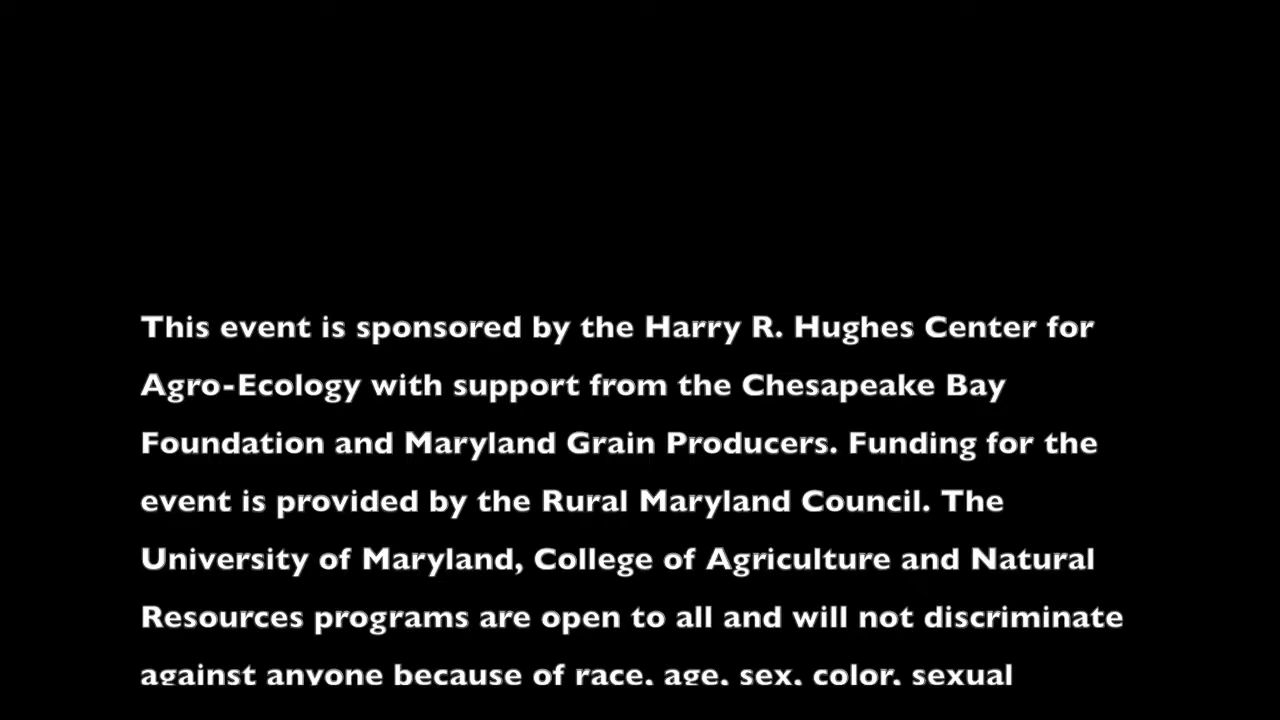 This event is sponsored by the Harry R. Hughes Center for
Agro-Ecology with support from the Chesapeake Bay
Foundation and Maryland Grain Producers. Funding for the
event is provided by the Rural Maryland Council. The
University of Maryland, College of Agriculture and Natural
Resources programs are open to all and will not discriminate
against anyone because of race, age, sex, color, sexual